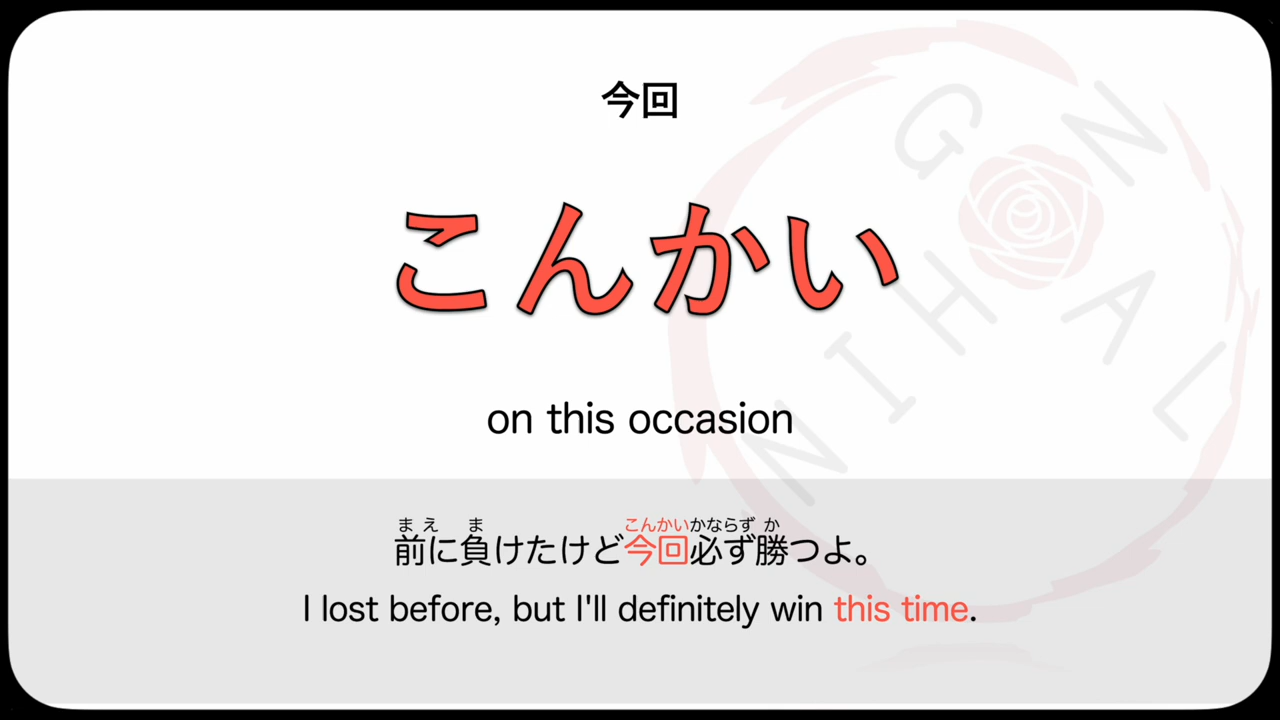 今回
こんかい
on this occasion
まえ ま こんかいかならず か
前に負けたけど今回必ず勝つよ。
I lost before, but I'll definitely win this time.
NIHONGONAL